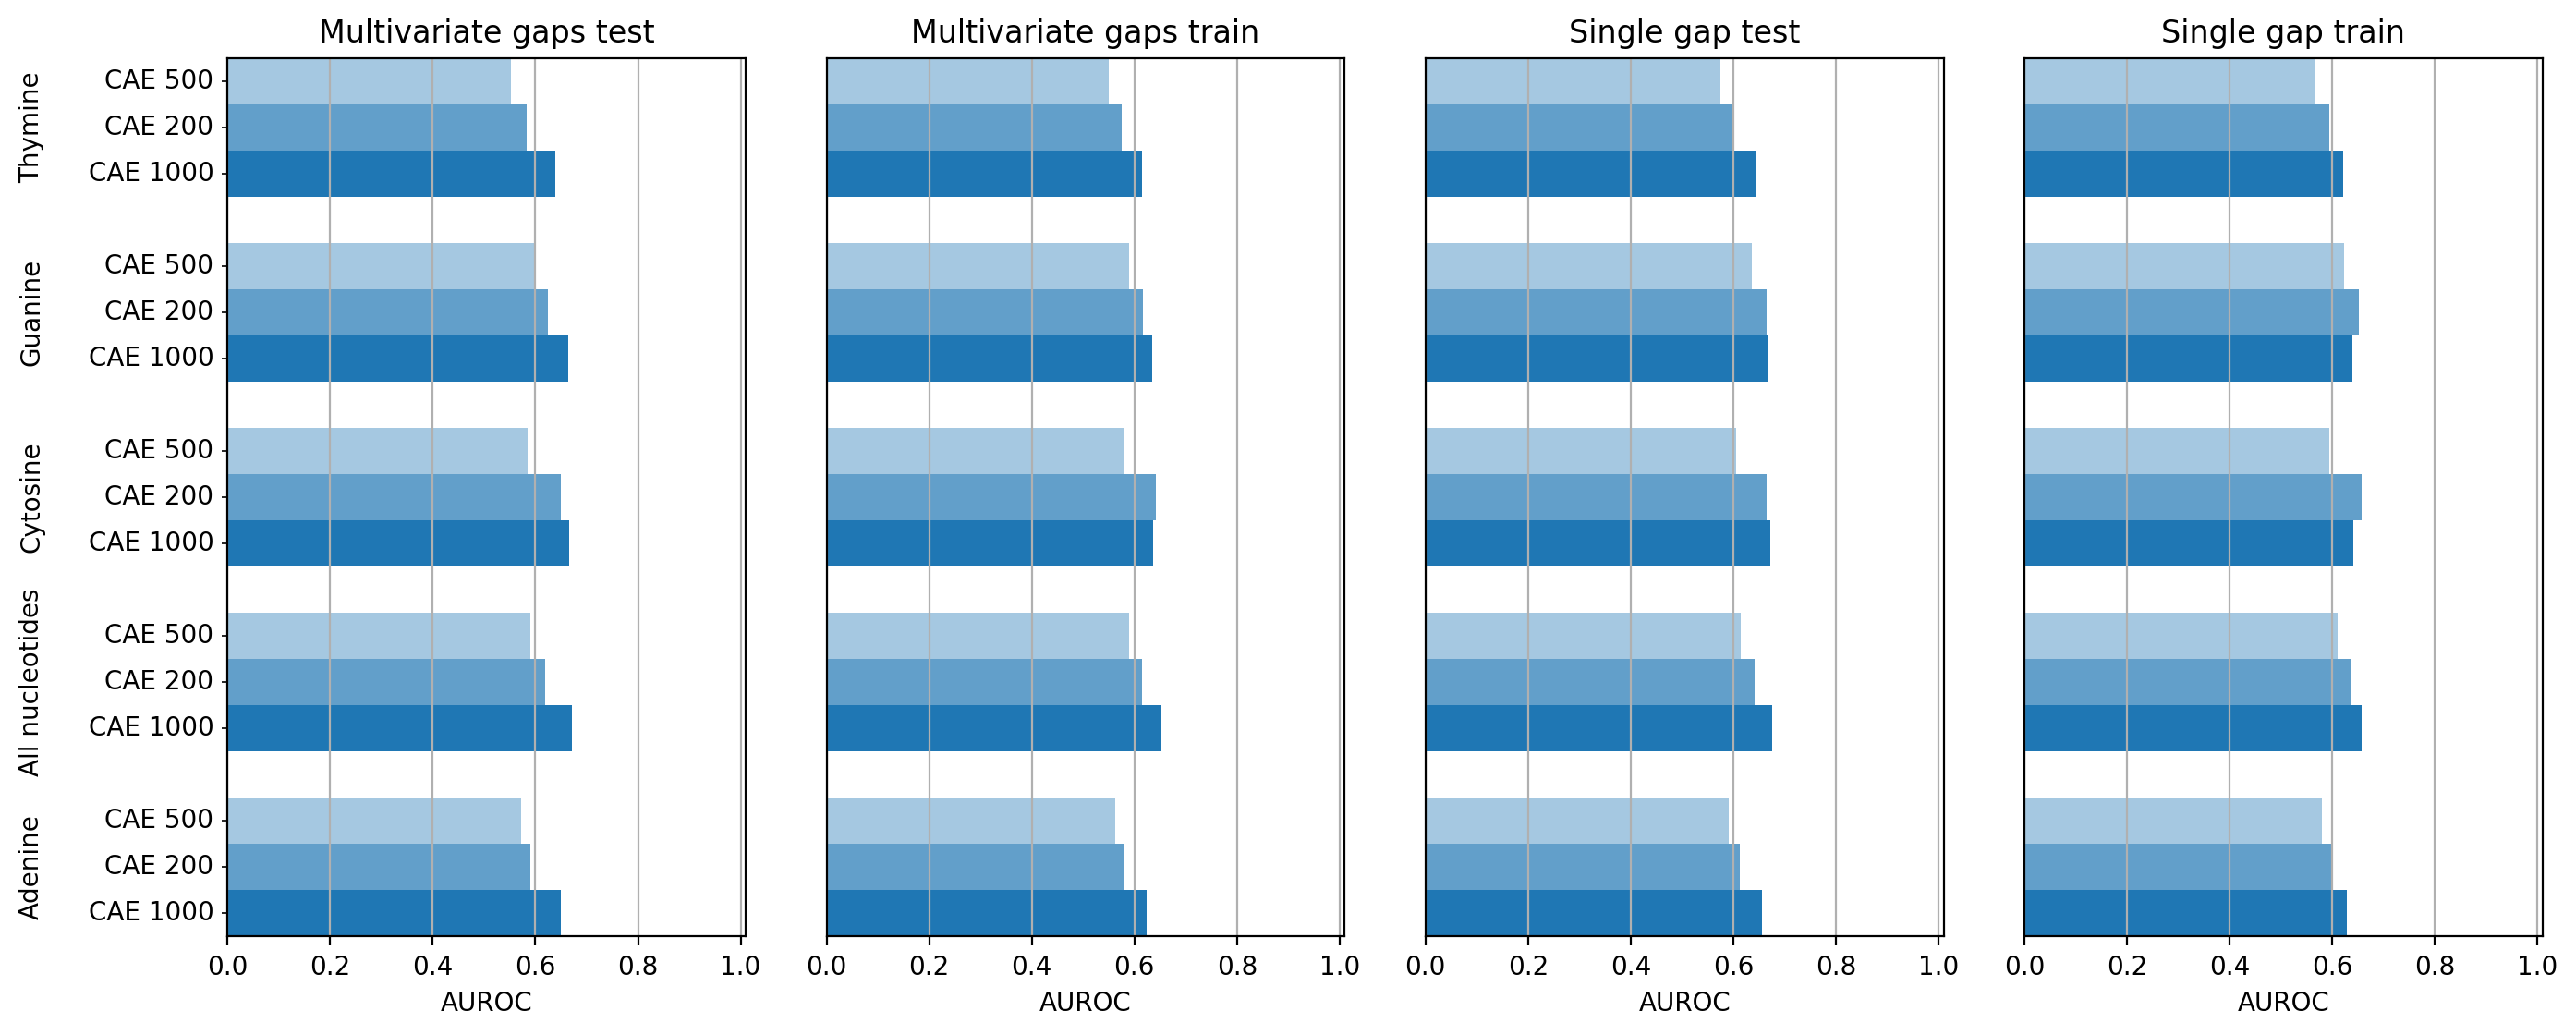 Multivariate gaps test
Multivariate gaps train
Single gap test
Single gap train
Thymine
CAE 500
CAE 200
CAE 1000
Guanine
CAE 500
CAE 200
CAE 1000
Cytosine
CAE 500
CAE 200
CAE 1000
All nucleotides
CAE 500
CAE 200
CAE 1000
Adenine
CAE 500
CAE 200
CAE 1000
0.0 0.2 0.4 0.6 0.8 1.0
0.0 0.2 0.4 0.6 0.8 1.0
0.0 0.2 0.4 0.6 0.8 1.0
0.0 0.2 0.4 0.6 0.8 1.0
AUROC
AUROC
AUROC
AUROC